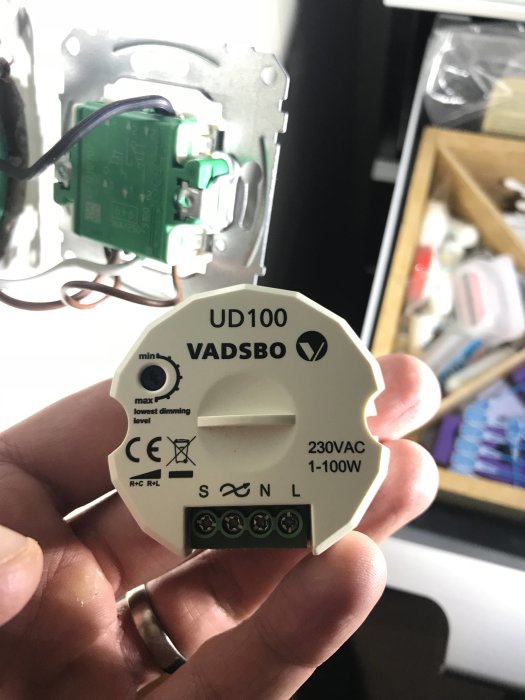 UD100
VADSBO
min
max
lowest dimming
level
CE
230VAC
1-100W
R+C R+L
S N L